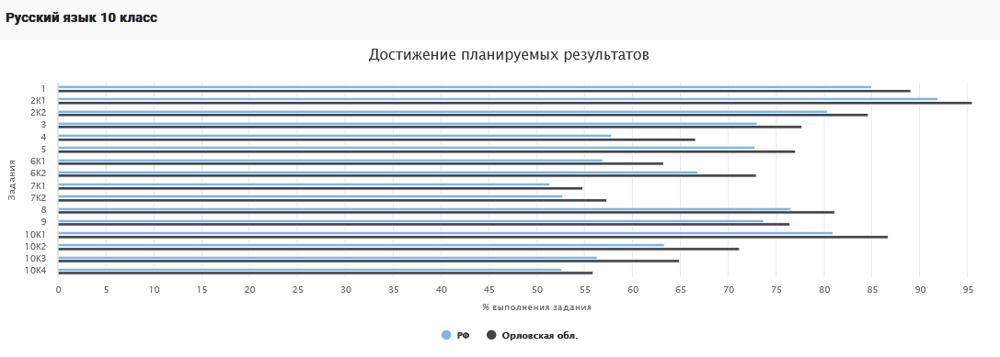 Русский язык 10 класс
Достижение планируемых результатов
Задания
1
2К1
2К2
3
4
5
6К1
6К2
7К1
7К2
8
9
10К1
10К2
10К3
10К4
0 5 10 15 20 25 30 35 40 45 50 55 60 65 70 75 80 85 90 95
% выполнения задания
РФ Орловская обл.